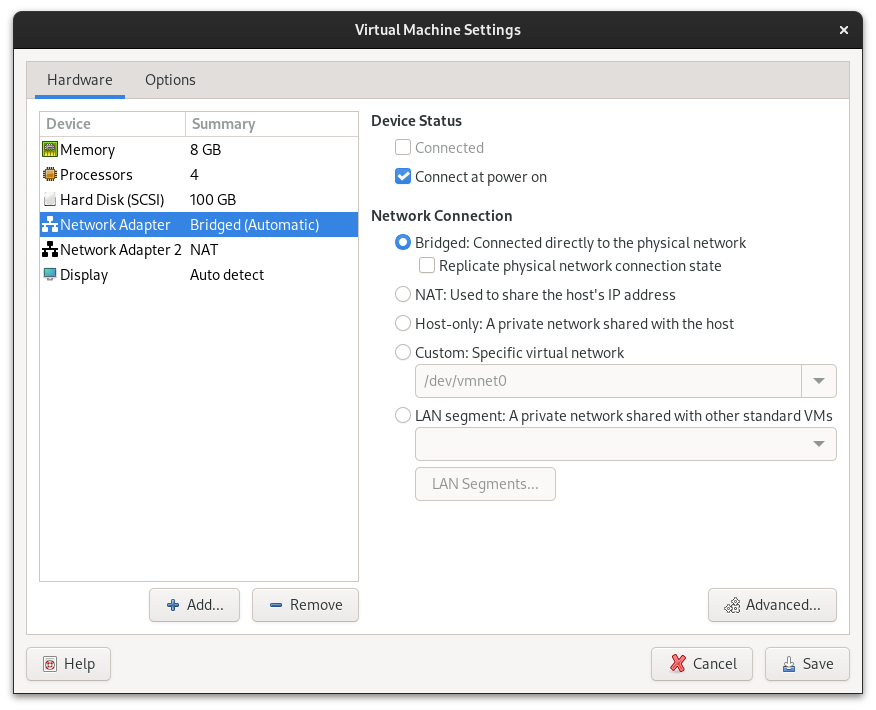 Virtual Machine Settings
Hardware Options
Device Summary
Memory 8 GB
Processors 4
Hard Disk (SCSI) 100 GB
Network Adapter Bridged (Automatic)
Network Adapter 2 NAT
Display Auto detect
Add... Remove
Device Status
Connected
Connect at power on
Network Connection
Bridged: Connected directly to the physical network
Replicate physical network connection state
NAT: Used to share the host's IP address
Host-only: A private network shared with the host
Custom: Specific virtual network
/dev/vmnet0
LAN segment: A private network shared with other standard VMs
LAN Segments...
Advanced...
Help Cancel Save